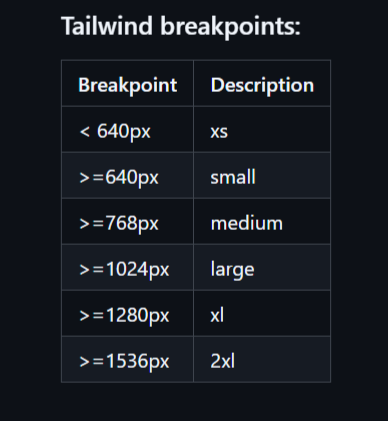 Tailwind breakpoints:
Breakpoint Description
< 640px xs
>=640px small
>=768px medium
>=1024px large
>=1280px xl
>=1536px 2xl